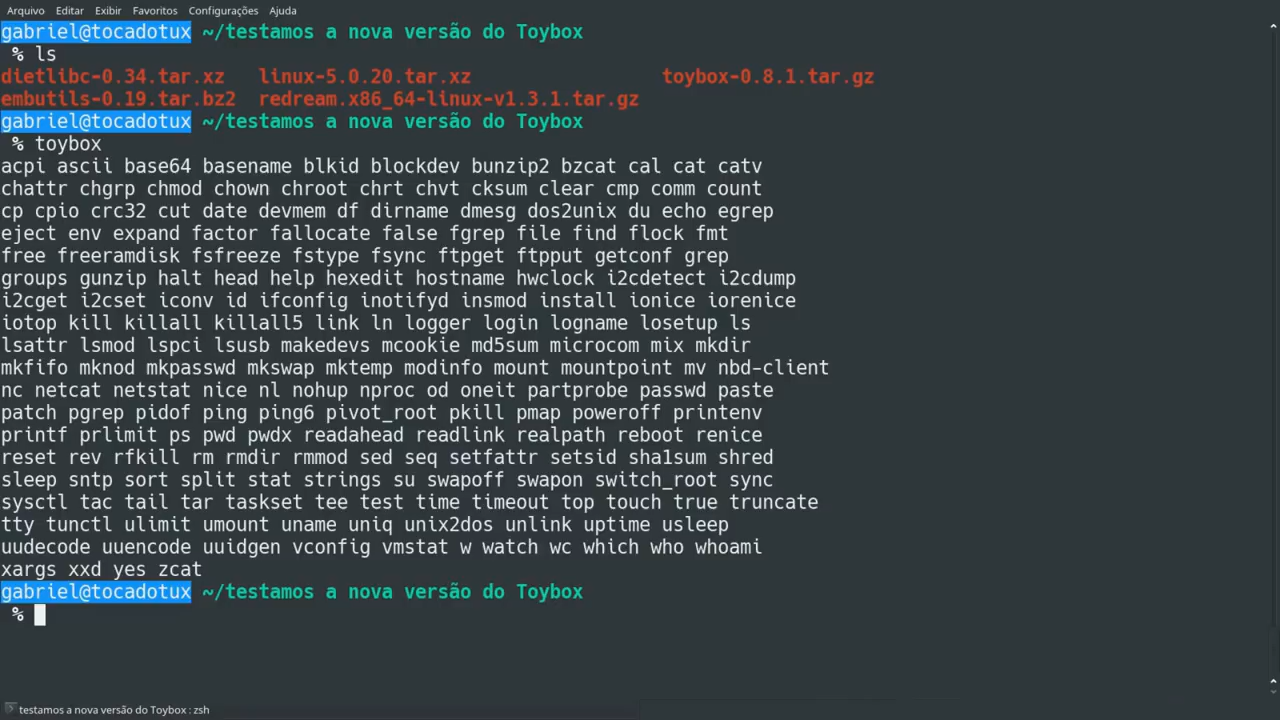 Arquivo Editar Exibir Favoritos Configurações Ajuda
gabriel@tocadotux ~/testamos a nova versão do Toybox
% ls
dietlibc-0.34.tar.xz linux-5.0.20.tar.xz toybox-0.8.1.tar.gz
embutils-0.19.tar.bz2 redream.x86_64-linux-v1.3.1.tar.gz
gabriel@tocadotux ~/testamos a nova versão do Toybox
% toybox
acpi ascii base64 basename blkid blockdev bunzip2 bzcat cal cat catv
chattr chgrp chmod chown chroot chrt chvt cksum clear cmp comm count
cp cpio crc32 cut date devmem df dirname dmesg dos2unix du echo egrep
eject env expand factor fallocate false fgrep file find flock fmt
free freeramdisk fsfreeze fstype fsync ftpget ftpput getconf grep
groups gunzip halt head help hexedit hostname hwclock i2cdetect i2cdump
i2cget i2cset iconv id ifconfig inotifyd insmod install ionice iorenice
iotop kill killall killall5 link ln logger login logname losetup ls
lsattr lsmod lspci lsusb makedevs mcookie md5sum microcom mix mkdir
mkfifo mknod mkpasswd mkswap mktemp modinfo mount mountpoint mv nbd-client
nc netcat netstat nice nl nohup nproc od oneit partprobe passwd paste
patch pgrep pidof ping ping6 pivot_root pkill pmap poweroff printenv
printf prlimit ps pwd pwdx readahead readlink realpath reboot renice
reset rev rfkill rm rmdir rmmod sed seq setfattr setsid sha1sum shred
sleep sntp sort split stat strings su swapoff swapon switch_root sync
sysctl tac tail tar taskset tee test time timeout top touch true truncate
tty tunctl ulimit umount uname uniq unix2dos unlink uptime usleep
uudecode uuencode uuidgen vconfig vmstat w watch wc which who whoami
xargs xxd yes zcat
gabriel@tocadotux ~/testamos a nova versão do Toybox
%
testamos a nova versão do Toybox : zsh